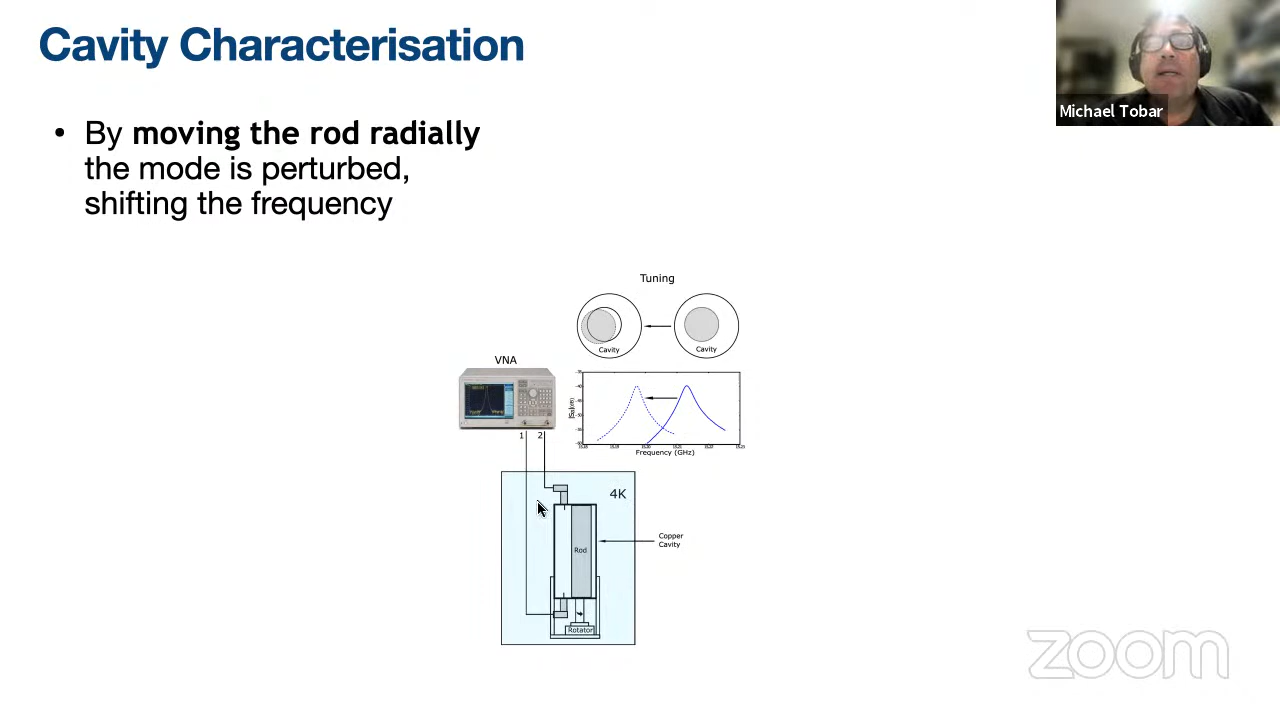 Cavity Characterisation
Michael Tobar
• By moving the rod radially
the mode is perturbed,
shifting the frequency
Tuning
Cavity
Cavity
VNA
1 2
Frequency (GHz)
4K
Rod
Copper
Cavity
Rotator
zoom